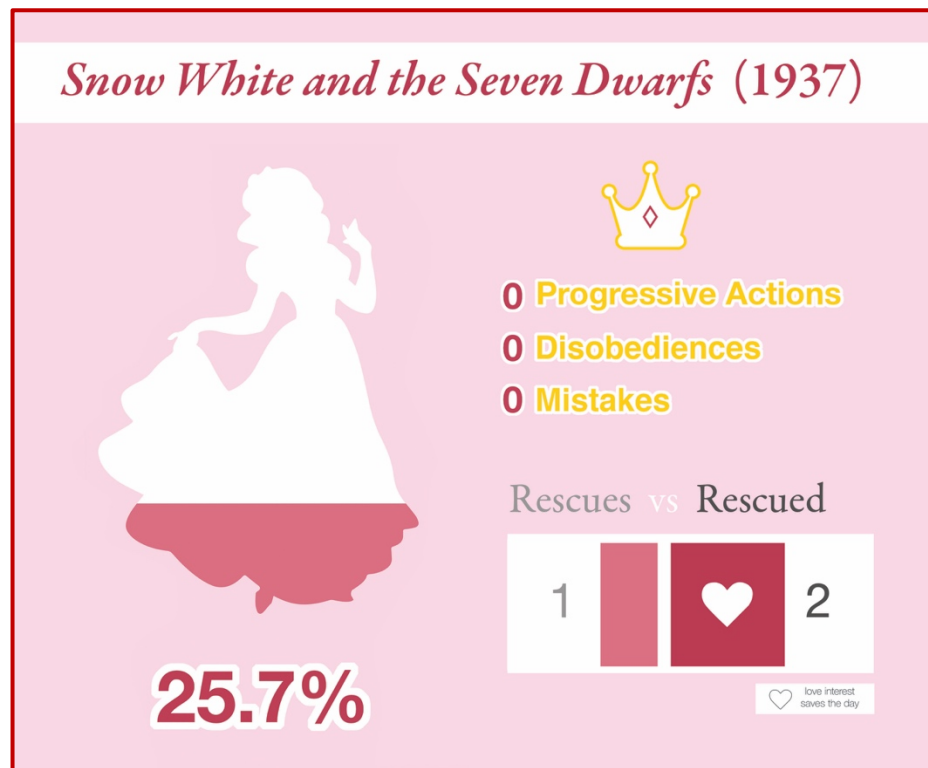 Snow White and the Seven Dwarfs (1937)
0 Progressive Actions
0 Disobediences
0 Mistakes
Rescues vs Rescued
1 2
love interest
saves the day
25.7%